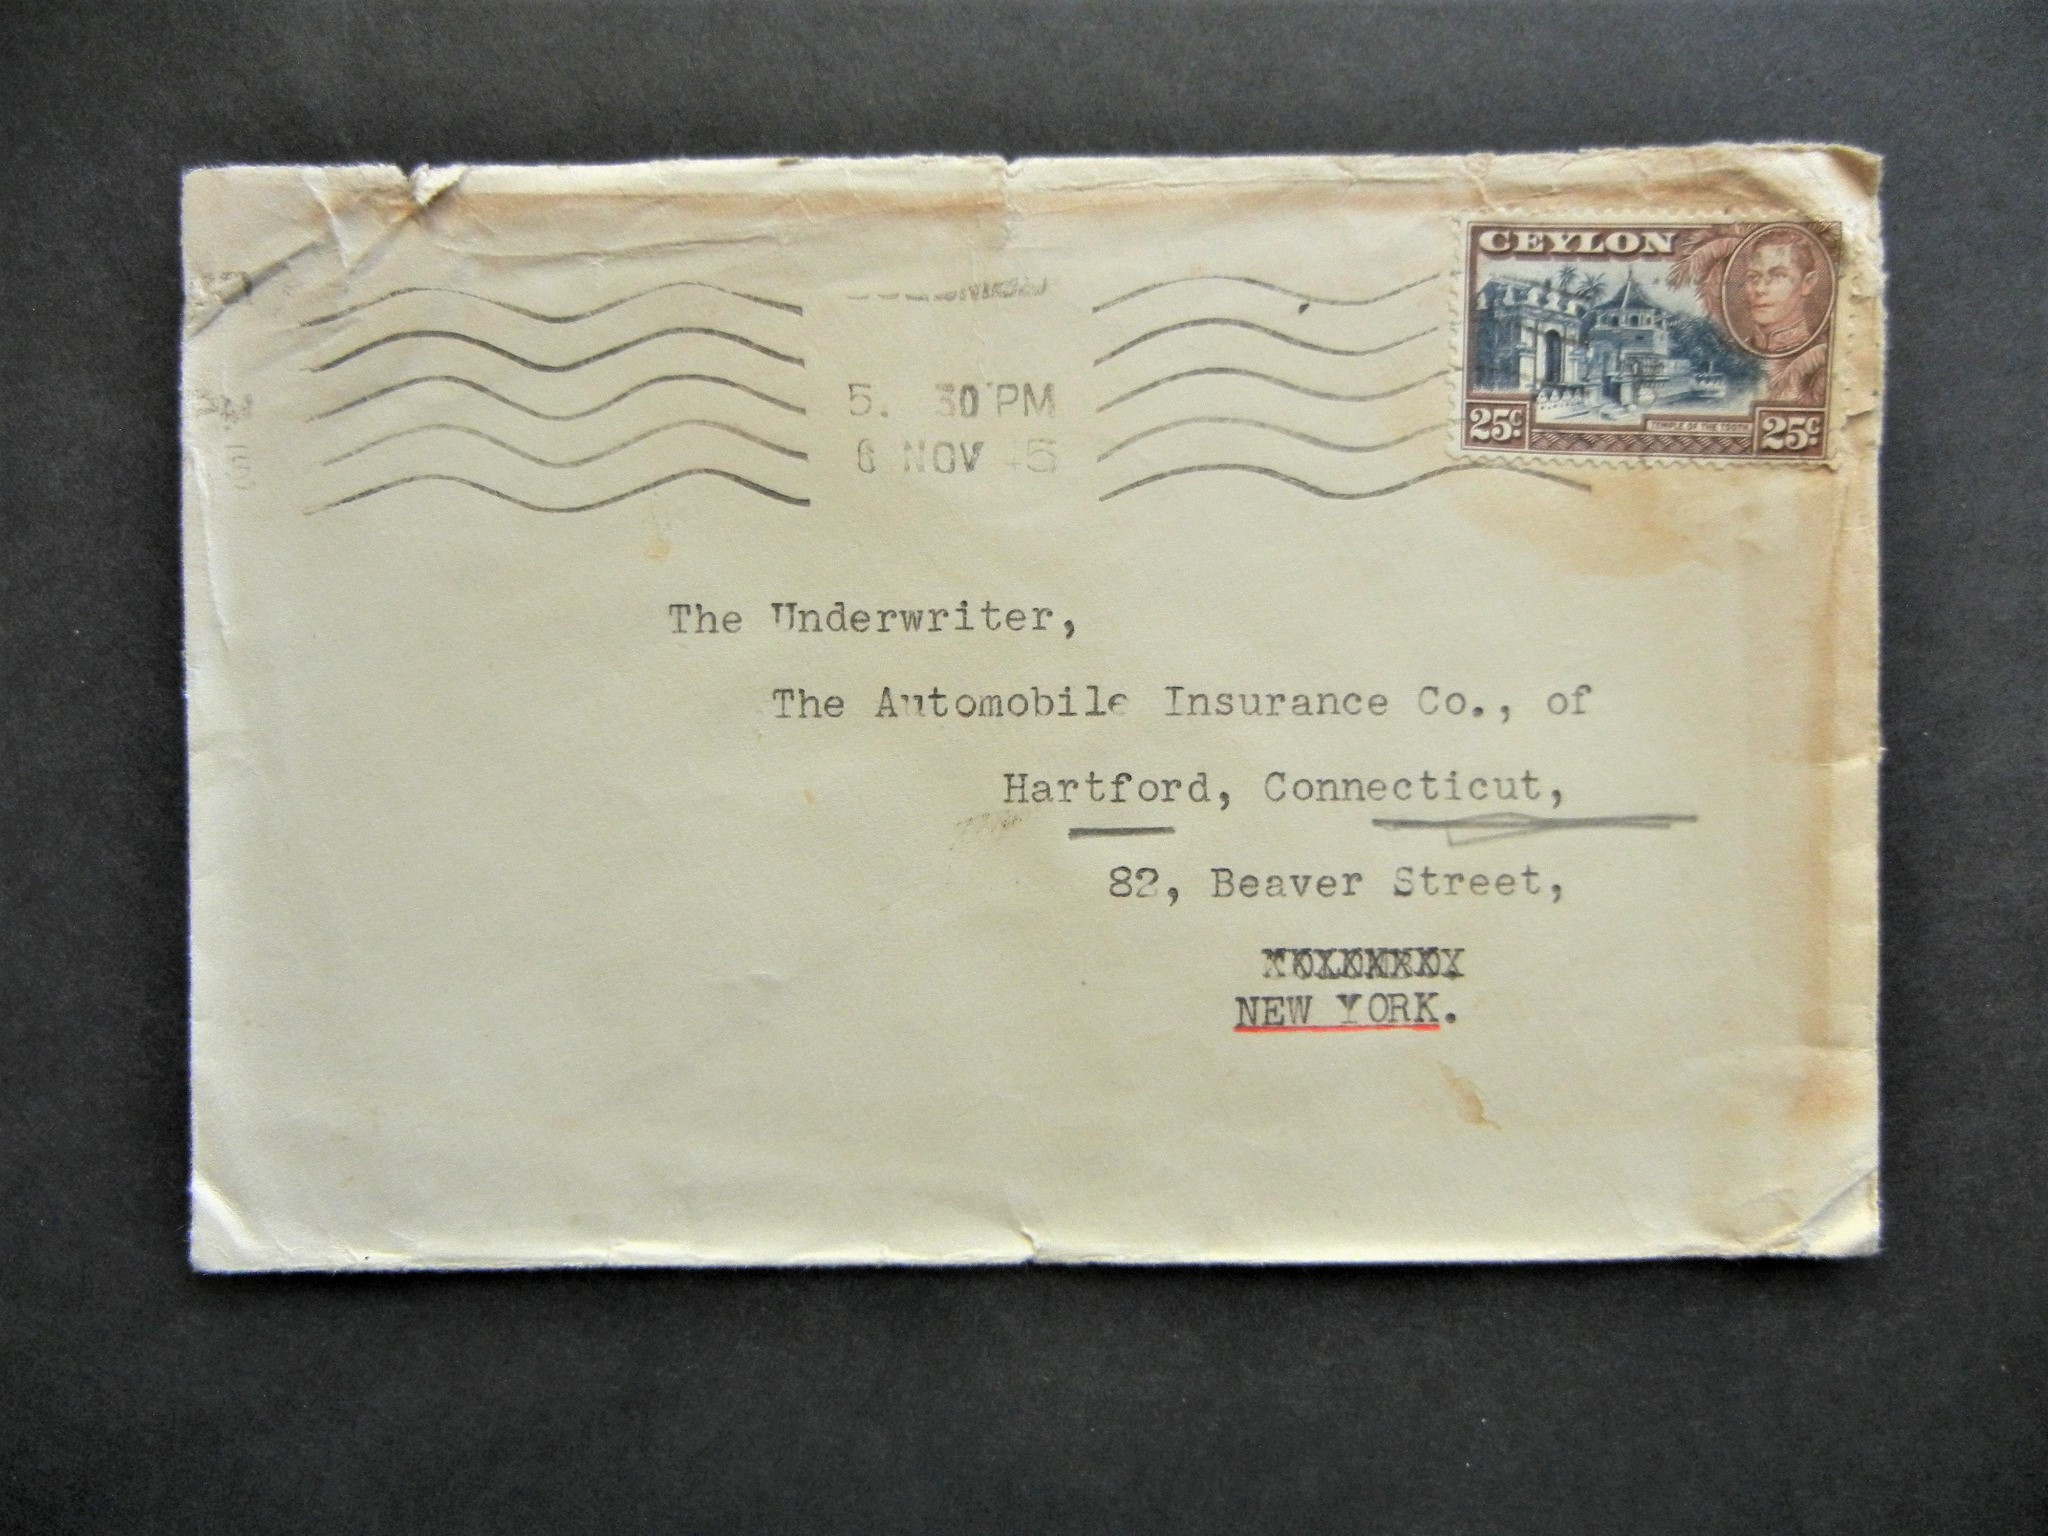 CEYLON
25c.
TEMPLE OF THE TOOTH
25c.
5. 30 PM
6 NOV 45
The Underwriter,
The Automobile Insurance Co., of
Hartford, Connecticut,
82, Beaver Street,
NEW YORK.